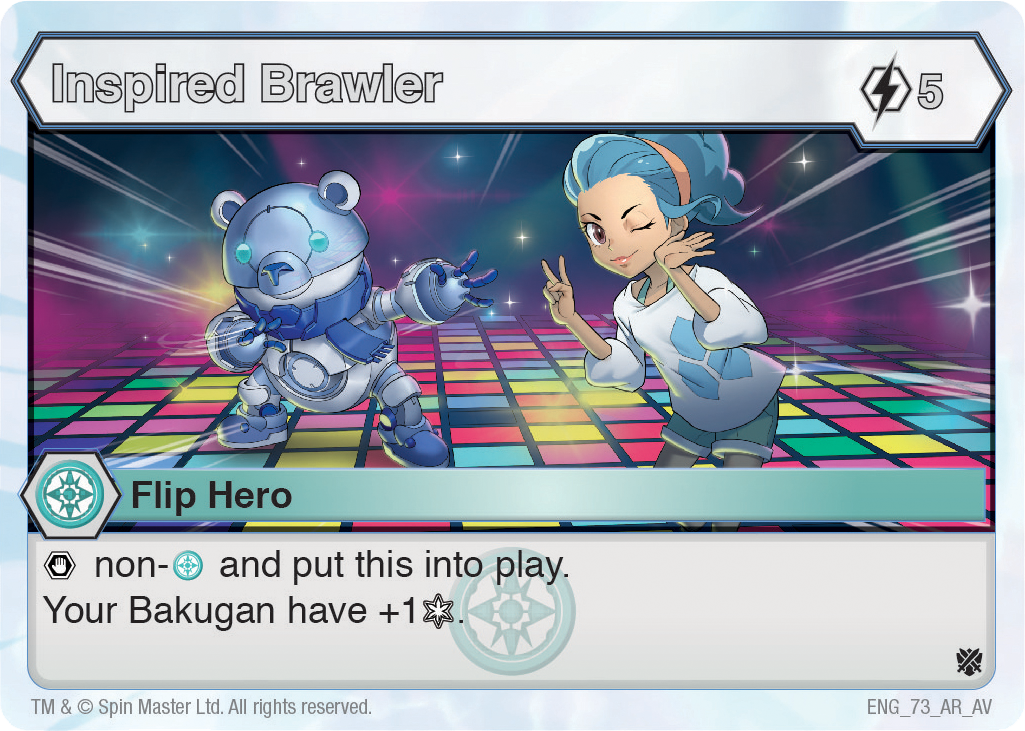 Inspired Brawler
5
Flip Hero
non- and put this into play.
Your Bakugan have +1.
TM & © Spin Master Ltd. All rights reserved.
ENG_73_AR_AV